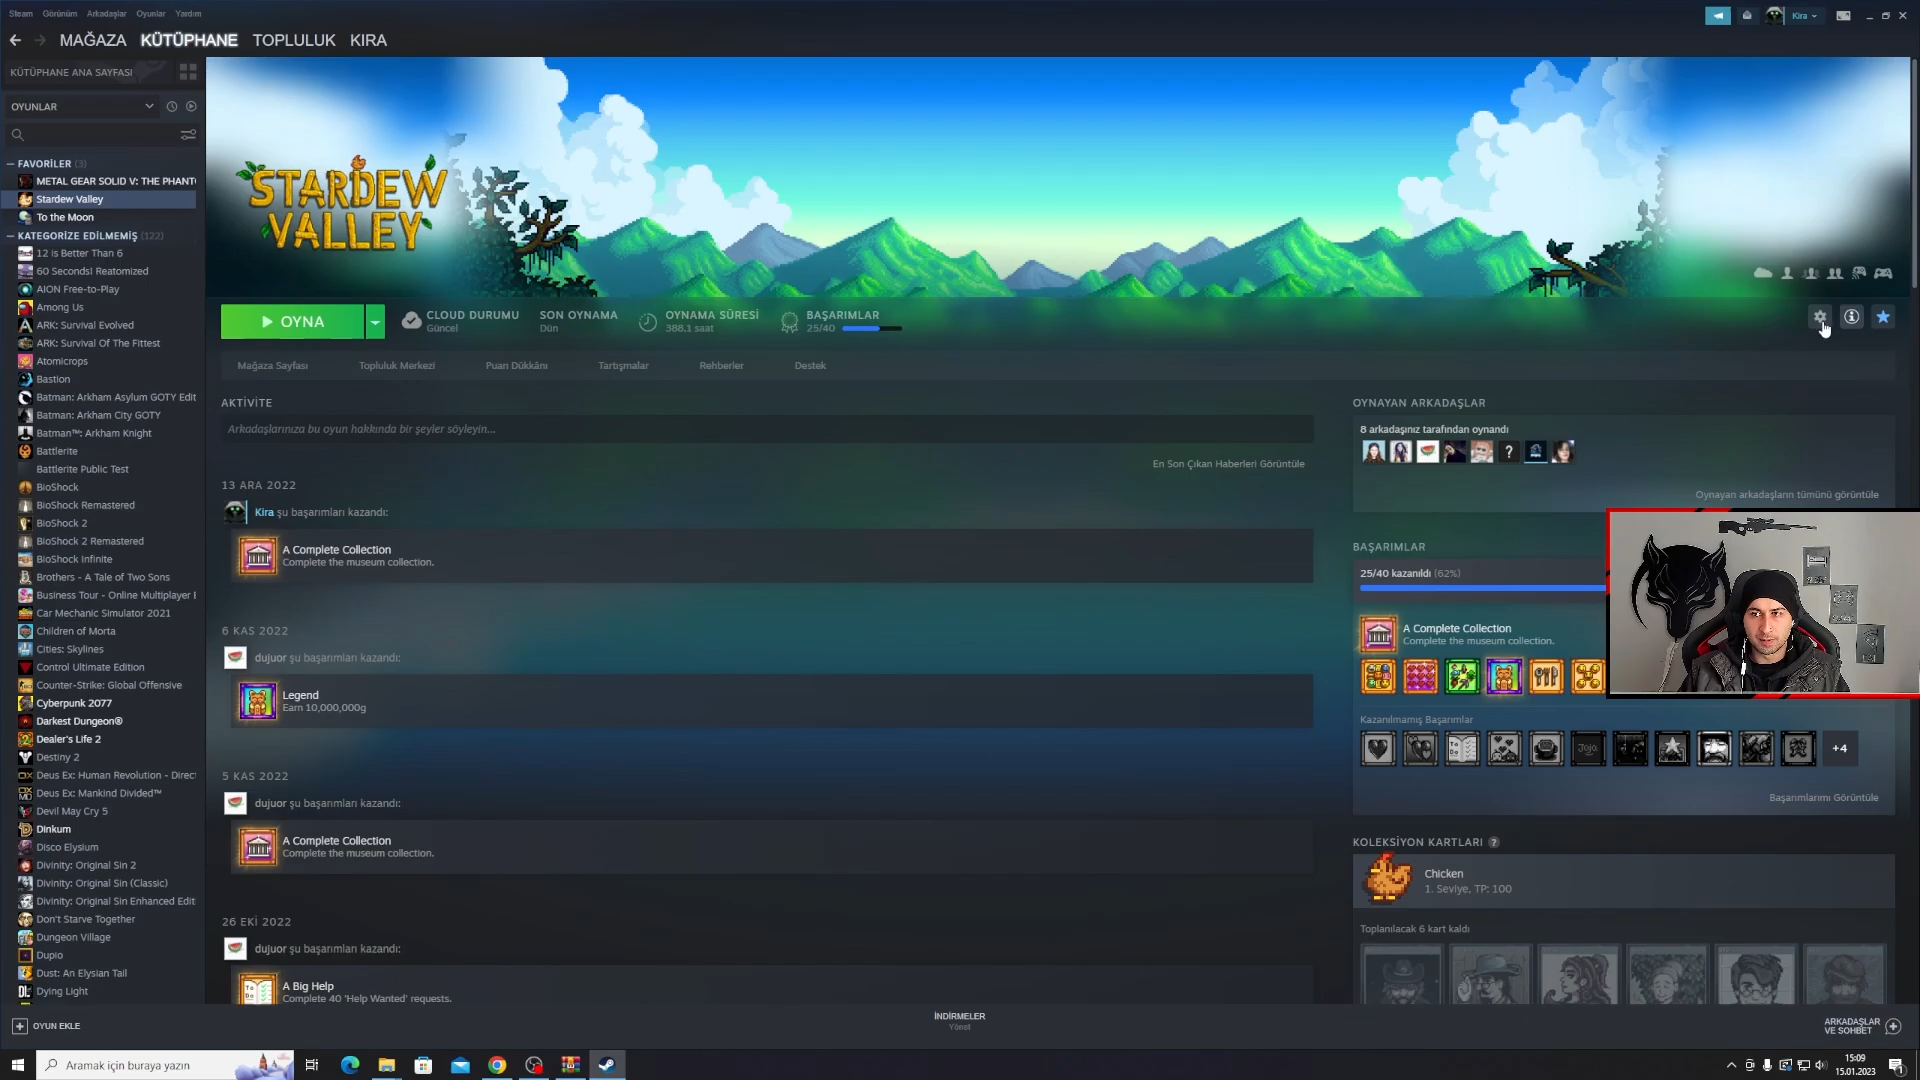 Steam Görünüm Arkadaşlar Oyunlar Yardım
Kira
MAĞAZA KÜTÜPHANE TOPLULUK KIRA
KÜTÜPHANE ANA SAYFASI
OYUNLAR
FAVORİLER (3)
METAL GEAR SOLID V: THE PHANT
Stardew Valley
To the Moon
KATEGORİZE EDİLMEMİŞ (122)
12 is Better Than 6
60 Seconds! Reatomized
AION Free-to-Play
Among Us
ARK: Survival Evolved
ARK: Survival Of The Fittest
Atomicrops
Bastion
Batman: Arkham Asylum GOTY Edit
Batman: Arkham City GOTY
Batman™: Arkham Knight
Battlerite
Battlerite Public Test
BioShock
BioShock Remastered
BioShock 2
BioShock 2 Remastered
BioShock Infinite
Brothers - A Tale of Two Sons
Business Tour - Online Multiplayer
Car Mechanic Simulator 2021
Children of Morta
Cities: Skylines
Control Ultimate Edition
Counter-Strike: Global Offensive
Cyberpunk 2077
Darkest Dungeon®
Dealer's Life 2
Destiny 2
Deus Ex: Human Revolution - Direc
Deus Ex: Mankind Divided™
Devil May Cry 5
Dinkum
Disco Elysium
Divinity: Original Sin 2
Divinity: Original Sin (Classic)
Divinity: Original Sin Enhanced Edit
Don't Starve Together
Dungeon Village
Dupio
Dust: An Elysian Tail
Dying Light
OYUN EKLE
STARDEW
VALLEY
OYNA
CLOUD DURUMU
Güncel
SON OYNAMA
Dün
OYNAMA SÜRESİ
388.1 saat
BAŞARIMLAR
25/40
Mağaza Sayfası Topluluk Merkezi Puan Dükkânı Tartışmalar Rehberler Destek
AKTİVİTE
Arkadaşlarınıza bu oyun hakkında bir şeyler söyleyin...
En Son Çıkan Haberleri Görüntüle
13 ARA 2022
Kira şu başarımları kazandı:
A Complete Collection
Complete the museum collection.
6 KAS 2022
dujuor şu başarımları kazandı:
Legend
Earn 10,000,000g
5 KAS 2022
dujuor şu başarımları kazandı:
A Complete Collection
Complete the museum collection.
26 EKİ 2022
dujuor şu başarımları kazandı:
A Big Help
Complete 40 'Help Wanted' requests.
OYNAYAN ARKADAŞLAR
8 arkadaşınız tarafından oynandı
?
Oynayan arkadaşların tümünü görüntüle
BAŞARIMLAR
25/40 kazanıldı (62%)
A Complete Collection
Complete the museum collection.
Kazanılmamış Başarımlar
Joja
+4
Başarımlarımı Görüntüle
KOLEKSİYON KARTLARI ?
Chicken
1. Seviye, TP: 100
Toplanılacak 6 kart kaldı
İNDİRMELER
Yönet
ARKADAŞLAR
VE SOHBET
Aramak için buraya yazın
15:09
15.01.2023